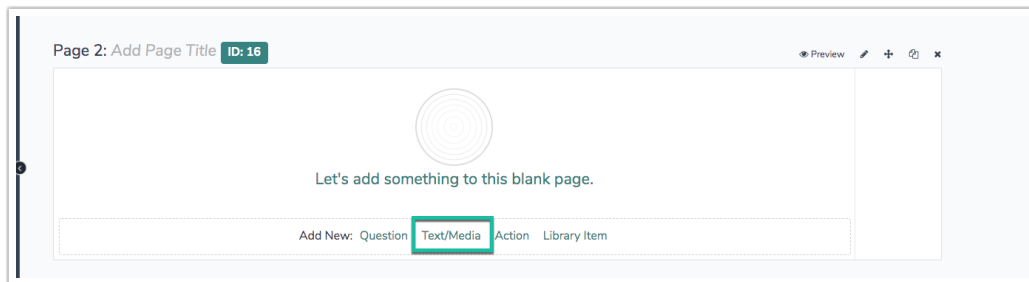 Page 2: Add Page Title ID: 16
Preview
Let's add something to this blank page.
Add New: Question Text/Media Action Library Item